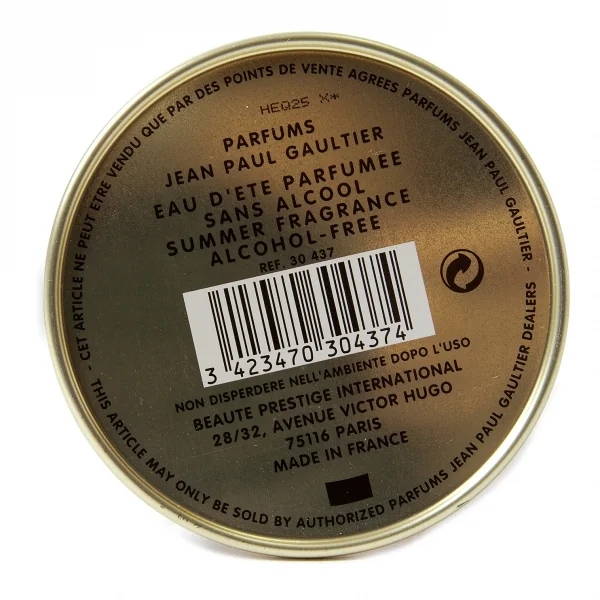 - CET ARTICLE NE PEUT ETRE VENDU QUE PAR DES POINTS DE VENTE AGREES PARFUMS JEAN PAUL GAULTIER -
HEQ25 X*
PARFUMS
JEAN PAUL GAULTIER
EAU D'ETE PARFUMEE
SANS ALCOOL
SUMMER FRAGRANCE
ALCOHOL-FREE
REF. 30 437
3 423470 304374
NON DISPERDERE NELL'AMBIENTE DOPO L'USO
BEAUTE PRESTIGE INTERNATIONAL
28/32, AVENUE VICTOR HUGO
75116 PARIS
MADE IN FRANCE
THIS ARTICLE MAY ONLY BE SOLD BY AUTHORIZED PARFUMS JEAN PAUL GAULTIER DEALERS